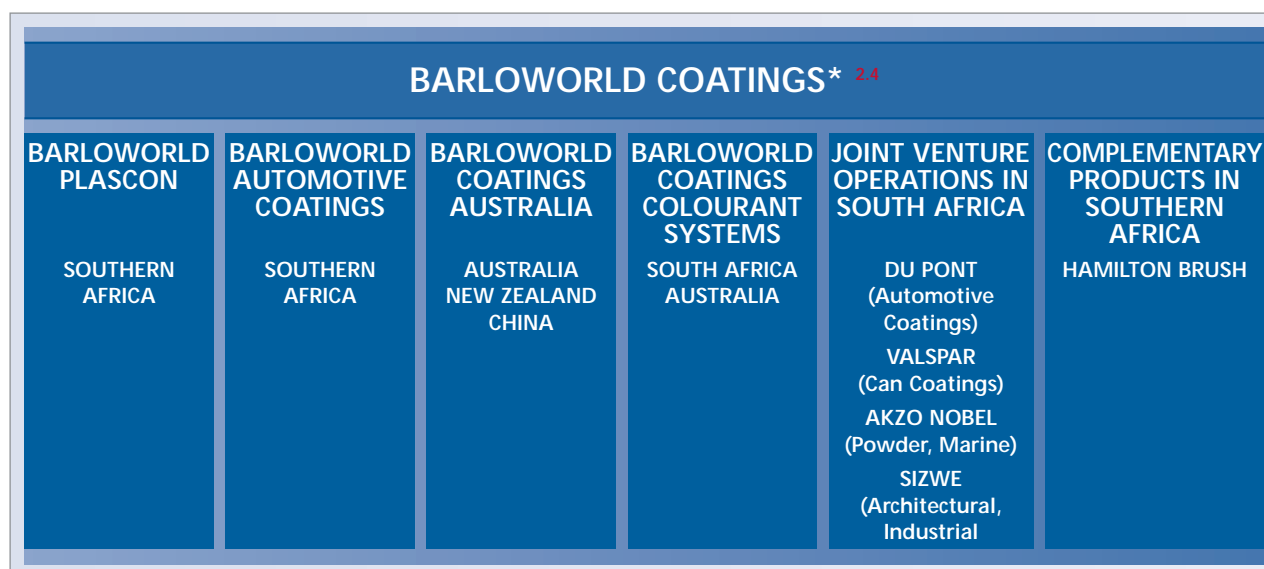 BARLOWORLD COATINGS* 2.4
BARLOWORLD
PLASCON
SOUTHERN
AFRICA
BARLOWORLD
AUTOMOTIVE
COATINGS
SOUTHERN
AFRICA
BARLOWORLD
COATINGS
AUSTRALIA
AUSTRALIA
NEW ZEALAND
CHINA
BARLOWORLD
COATINGS
COLOURANT
SYSTEMS
SOUTH AFRICA
AUSTRALIA
JOINT VENTURE
OPERATIONS IN
SOUTH AFRICA
DU PONT
(Automotive
Coatings)
VALSPAR
(Can Coatings)
AKZO NOBEL
(Powder, Marine)
SIZWE
(Architectural,
Industrial
COMPLEMENTARY
PRODUCTS IN
SOUTHERN
AFRICA
HAMILTON BRUSH